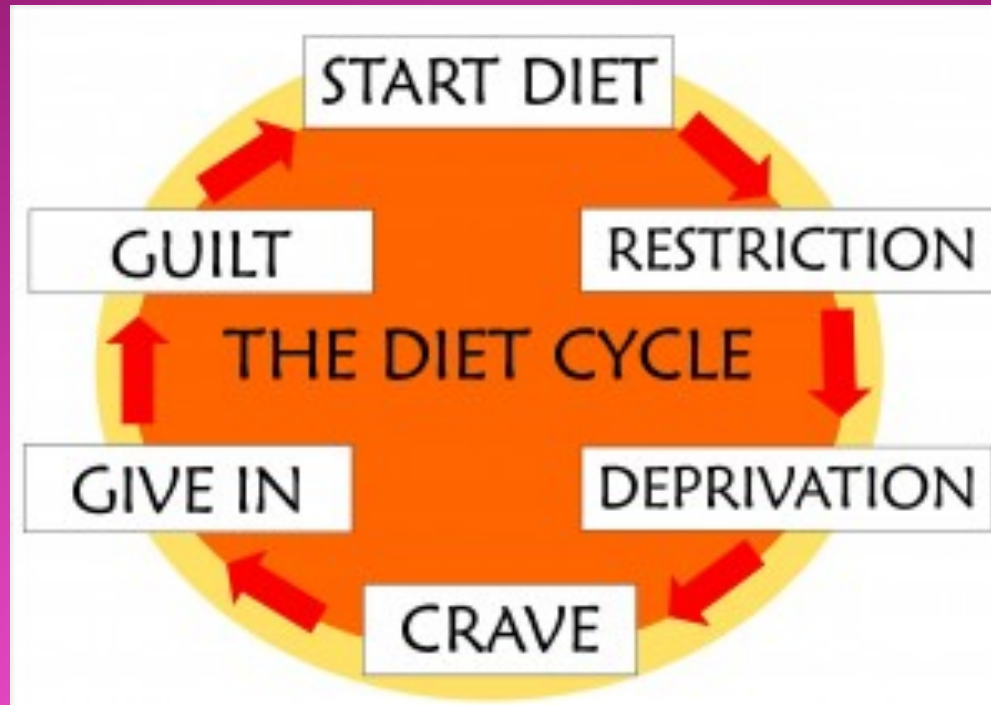 START DIET
RESTRICTION
DEPRIVATION
CRAVE
GIVE IN
GUILT
THE DIET CYCLE